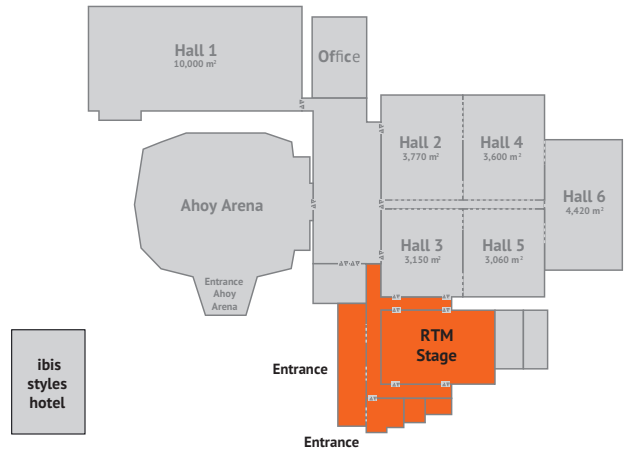 Hall 1
10,000 m²
Office
Hall 2
3,770 m²
Hall 4
3,600 m²
Hall 6
4,420 m²
Ahoy Arena
Hall 3
3,150 m²
Hall 5
3,060 m²
Entrance
Ahoy
Arena
RTM
Stage
ibis
styles
hotel
Entrance
Entrance